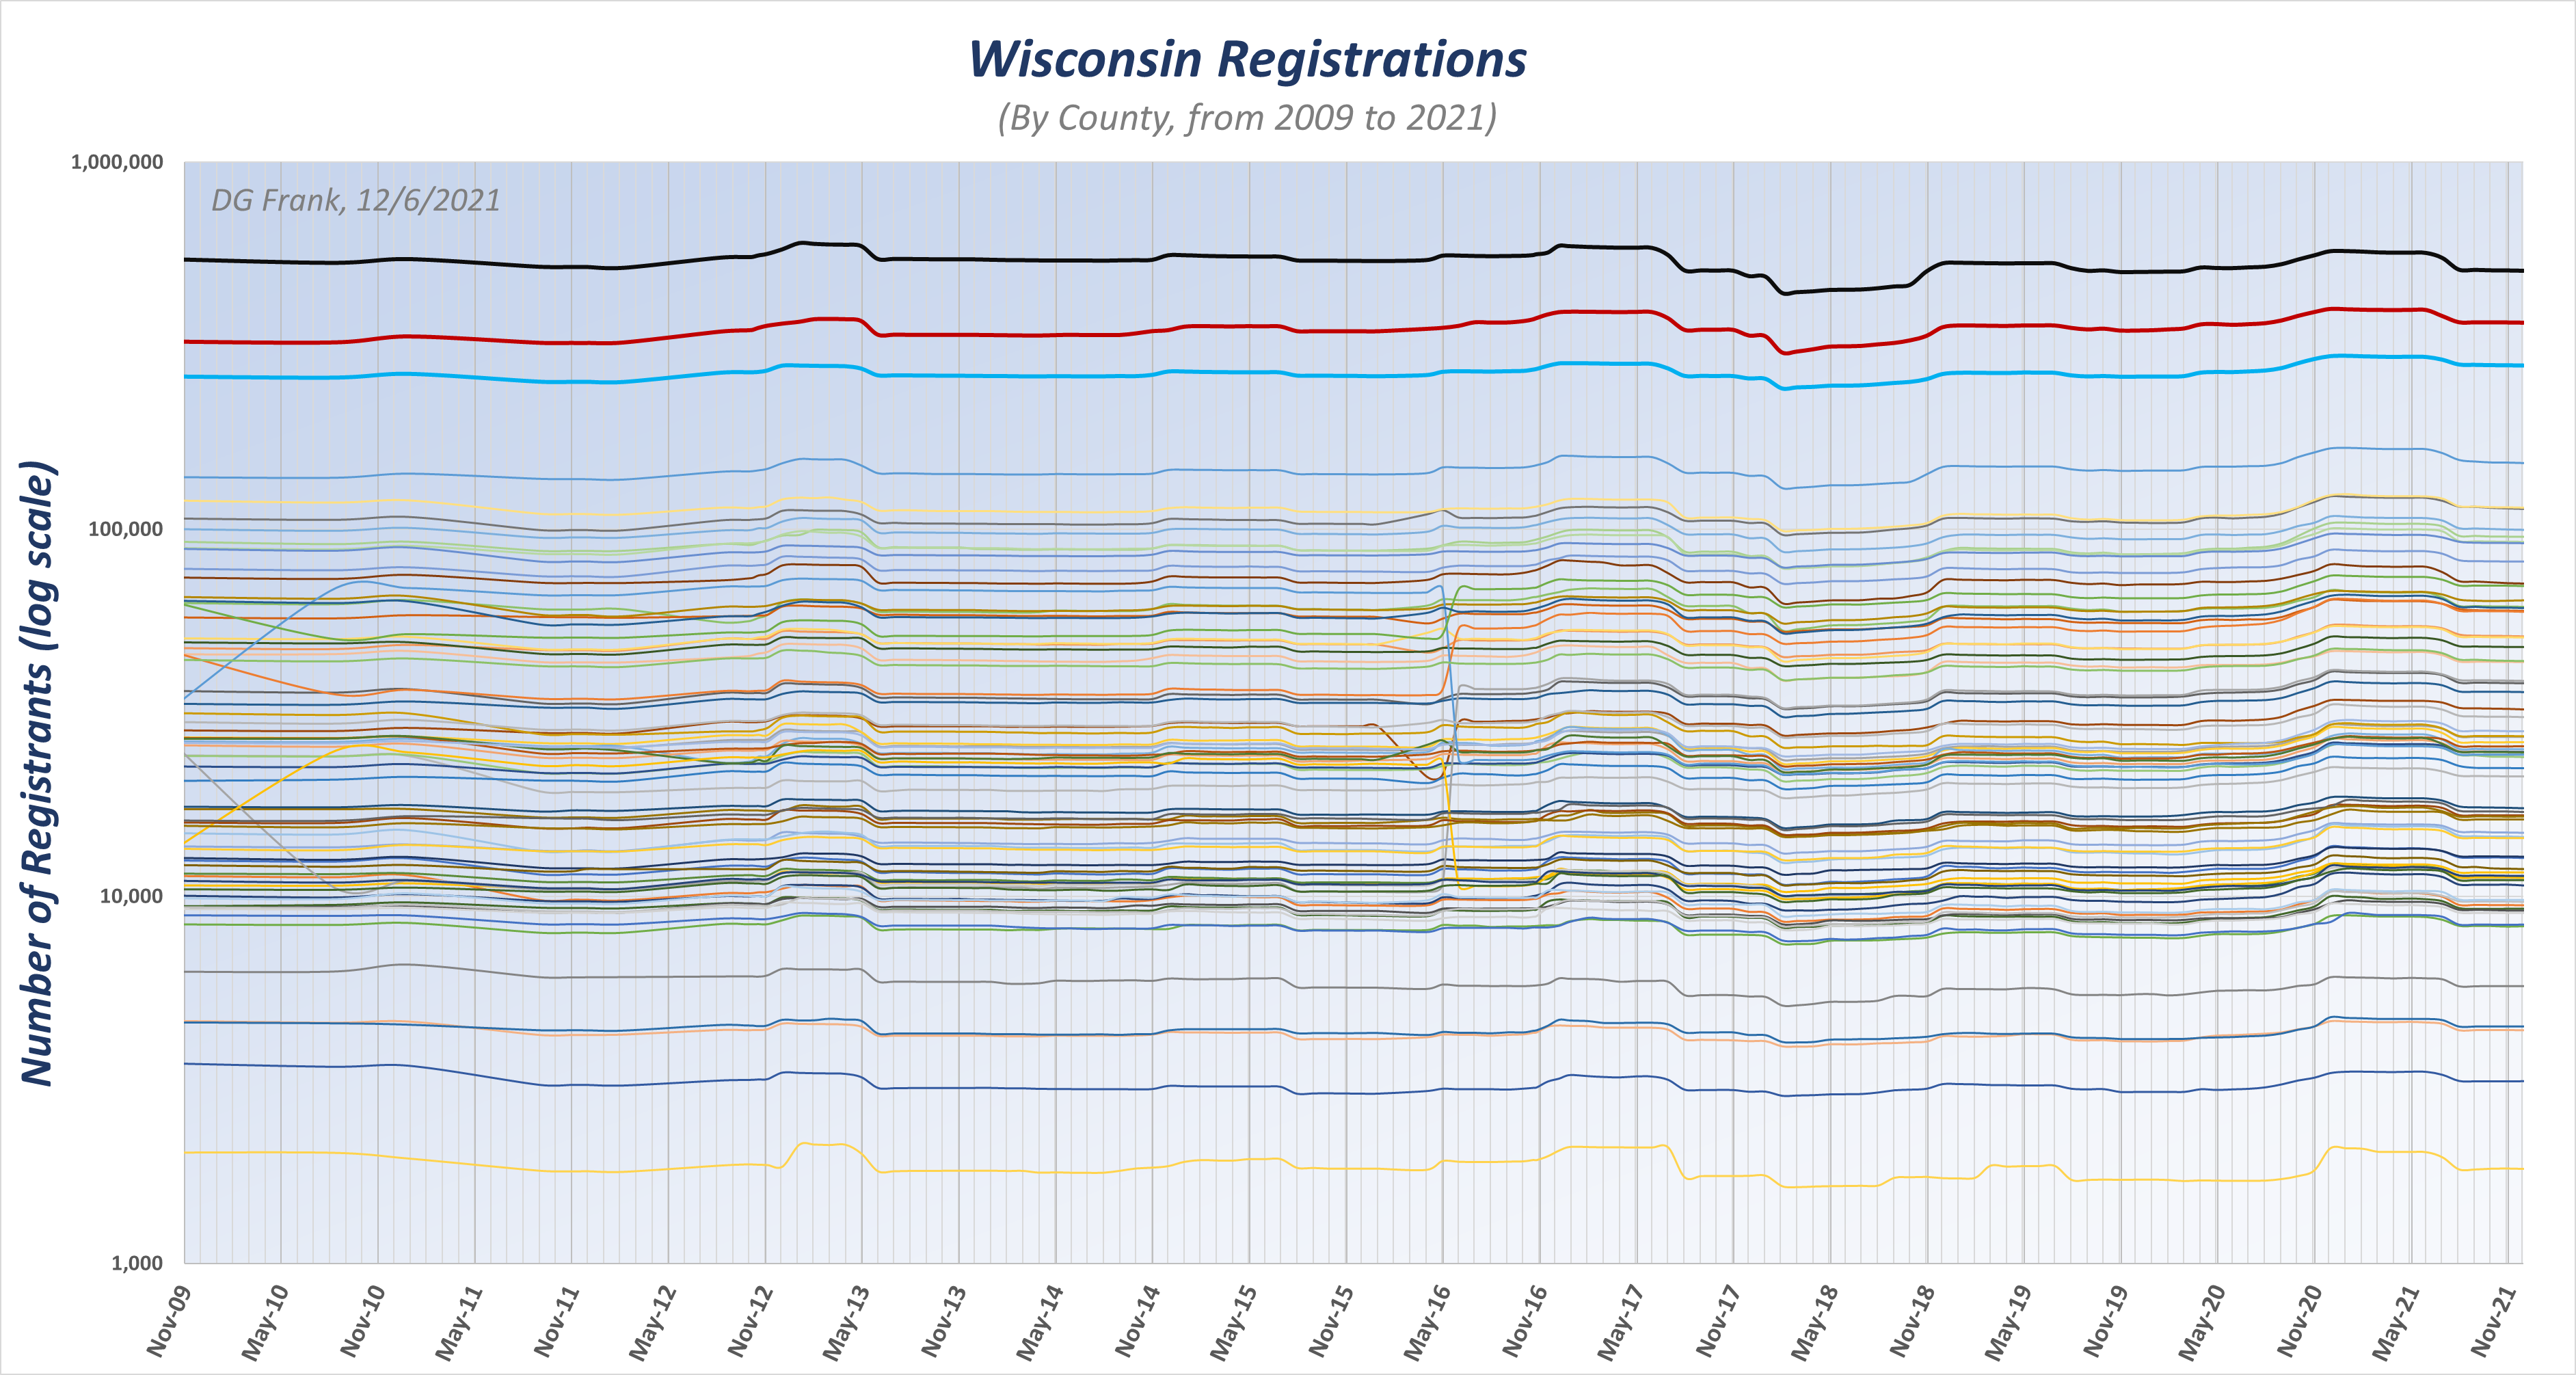 Wisconsin Registrations
(By County, from 2009 to 2021)
DG Frank, 12/6/2021
Number of Registrants (log scale)
1,000,000
100,000
10,000
1,000
Nov-09
May-10
Nov-10
May-11
Nov-11
May-12
Nov-12
May-13
Nov-13
May-14
Nov-14
May-15
Nov-15
May-16
Nov-16
May-17
Nov-17
May-18
Nov-18
May-19
Nov-19
May-20
Nov-20
May-21
Nov-21